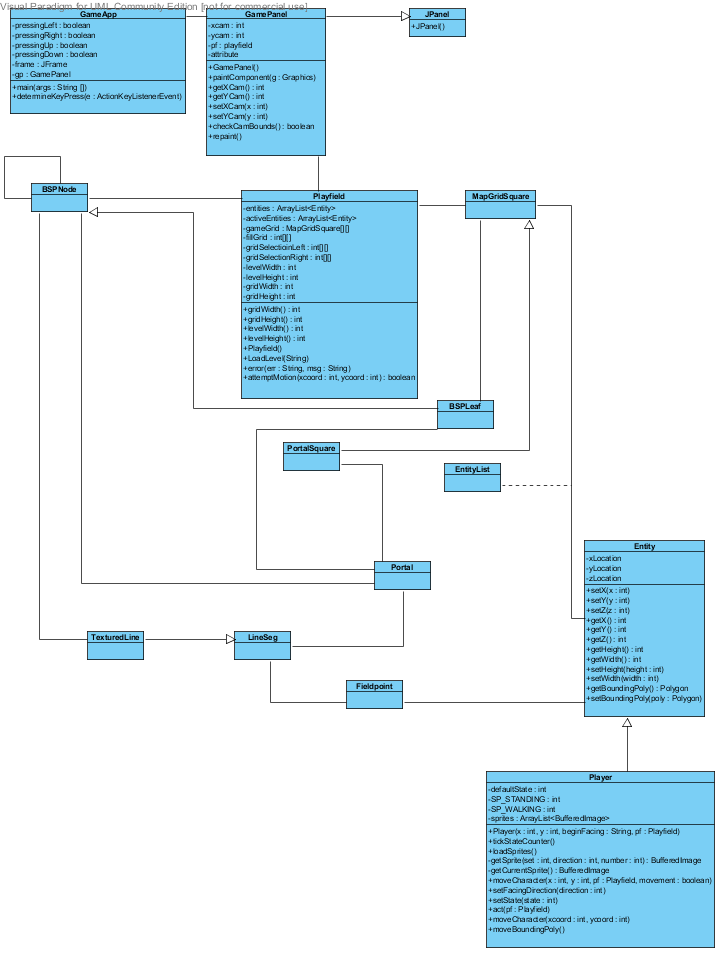 Visual Paradigm for UML Community Edition [not for commercial use]
GameApp
-pressingLeft : boolean
-pressingRight : boolean
-pressingUp : boolean
-pressingDown : boolean
-frame : JFrame
-gp : GamePanel
+main(args : String [])
+determineKeyPress(e : ActionKeyListenerEvent)
GamePanel
-xcam : int
-ycam : int
-pf : playfield
-attribute
+GamePanel()
+paintComponent(g : Graphics)
+getXCam() : int
+getYCam() : int
+setXCam(x : int)
+setYCam(y : int)
+checkCamBounds() : boolean
+repaint()
JPanel
+JPanel()
BSPNode
Playfield
-entities : ArrayList<Entity>
-activeEntities : ArrayList<Entity>
-gameGrid : MapGridSquare[][]
-fillGrid : int[][]
-gridSelectioinLeft : int[][]
-gridSelectionRight : int[][]
-levelWidth : int
-levelHeight : int
-gridWidth : int
-gridHeight : int
+gridWidth() : int
+gridHeight() : int
+levelWidth() : int
+levelHeight() : int
+Playfield()
+LoadLevel(String)
+error(err : String, msg : String)
+attemptMotion(xcoord : int, ycoord : int) : boolean
MapGridSquare
BSPLeaf
PortalSquare
EntityList
Portal
Entity
-xLocation
-yLocation
-zLocation
+setX(x : int)
+setY(y : int)
+setZ(z : int)
+getX() : int
+getY() : int
+getZ() : int
+getHeight() : int
+getWidth() : int
+setHeight(height : int)
+setWidth(width : int)
+getBoundingPoly() : Polygon
+setBoundingPoly(poly : Polygon)
TexturedLine
LineSeg
Fieldpoint
Player
-defaultState : int
-SP_STANDING : int
-SP_WALKING : int
-sprites : ArrayList<BufferedImage>
+Player(x : int, y : int, beginFacing : String, pf : Playfield)
+tickStateCounter()
+loadSprites()
-getSprite(set : int, direction : int, number : int) : BufferedImage
-getCurrentSprite() : BufferedImage
+moveCharacter(x : int, y : int, pf : Playfield, movement : boolean)
+setFacingDirection(direction : int)
+setState(state : int)
+act(pf : Playfield)
+moveCharacter(xcoord : int, ycoord : int)
+moveBoundingPoly()